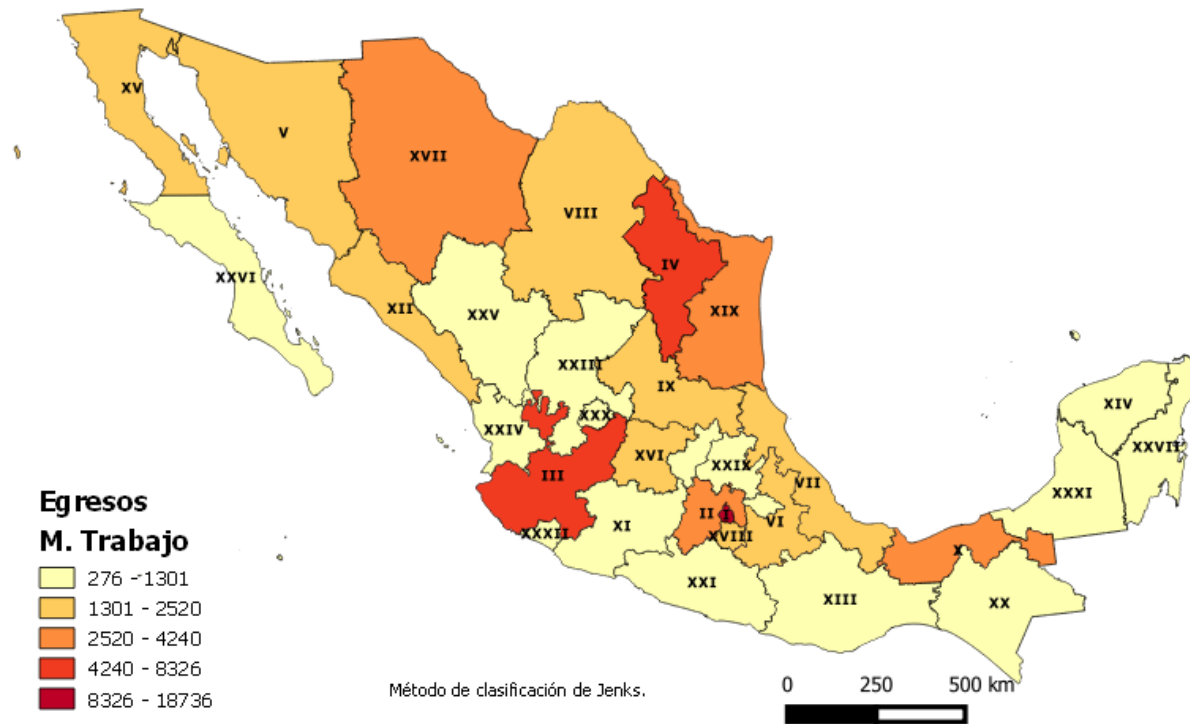 XV
V
XVII
VIII
IV
XXVI
XII
XXV
XIX
XXIII
IX
XXIV
XXX
XIV
XXVII
III
XVI
XXIX
VII
XXXI
II
I
VI
XI
XXXII
XVIII
X
XXI
XIII
XX
Egresos
M. Trabajo
276 - 1301
1301 - 2520
2520 - 4240
4240 - 8326
8326 - 18736
Método de clasificación de Jenks.
0 250 500 km